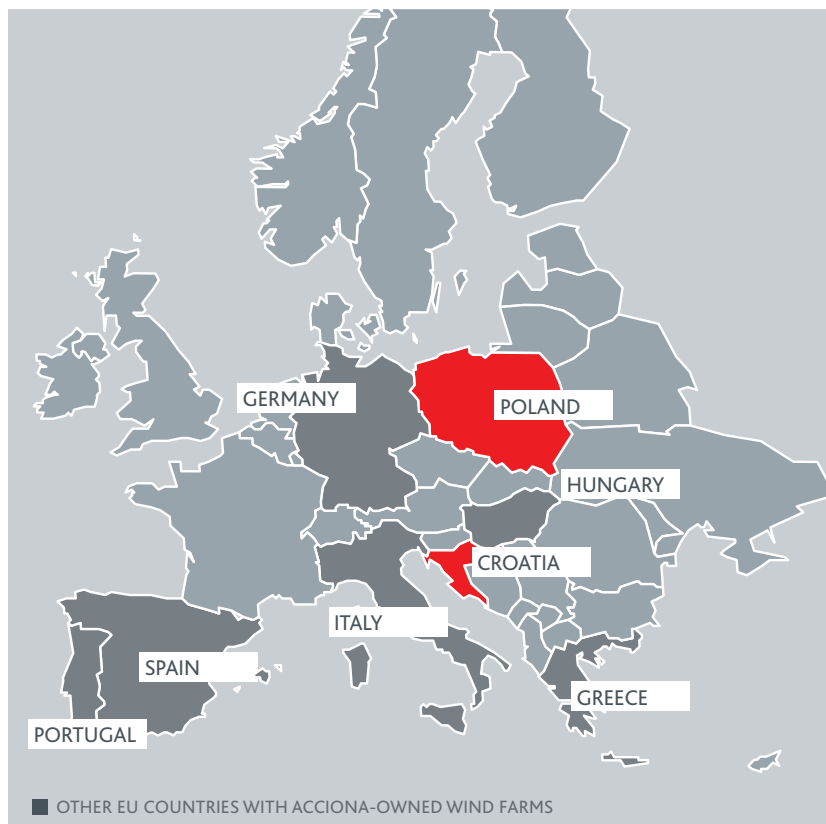 GERMANY
POLAND
HUNGARY
CROATIA
ITALY
SPAIN
GREECE
PORTUGAL
OTHER EU COUNTRIES WITH ACCIONA-OWNED WIND FARMS